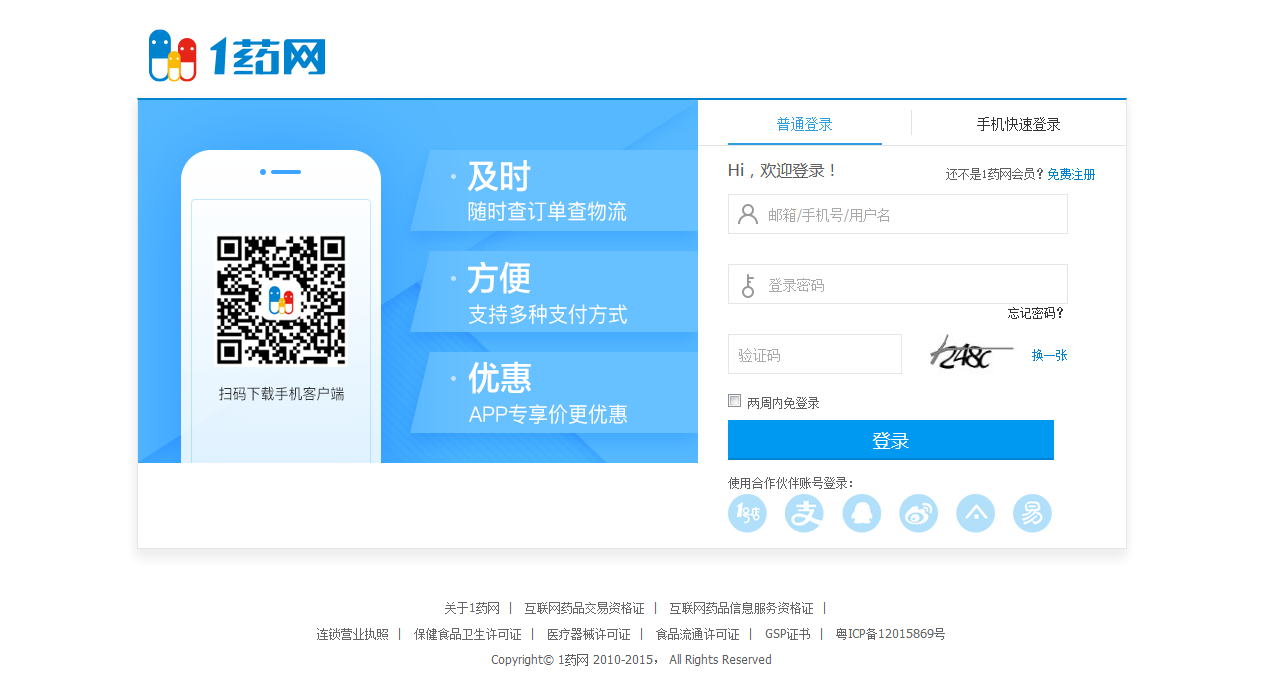 1药网
普通登录
手机快速登录
Hi，欢迎登录！
还不是1药网会员？免费注册
邮箱/手机号/用户名
登录密码
忘记密码？
验证码
换一张
两周内免登录
登录
使用合作伙伴账号登录：
1号店
支
易
· 及时
随时查订单查物流
· 方便
支持多种支付方式
· 优惠
APP专享价更优惠
扫码下载手机客户端
关于1药网 | 互联网药品交易资格证 | 互联网药品信息服务资格证 |
连锁营业执照 | 保健食品卫生许可证 | 医疗器械许可证 | 食品流通许可证 | GSP证书 | 粤ICP备12015869号
Copyright© 1药网 2010-2015， All Rights Reserved